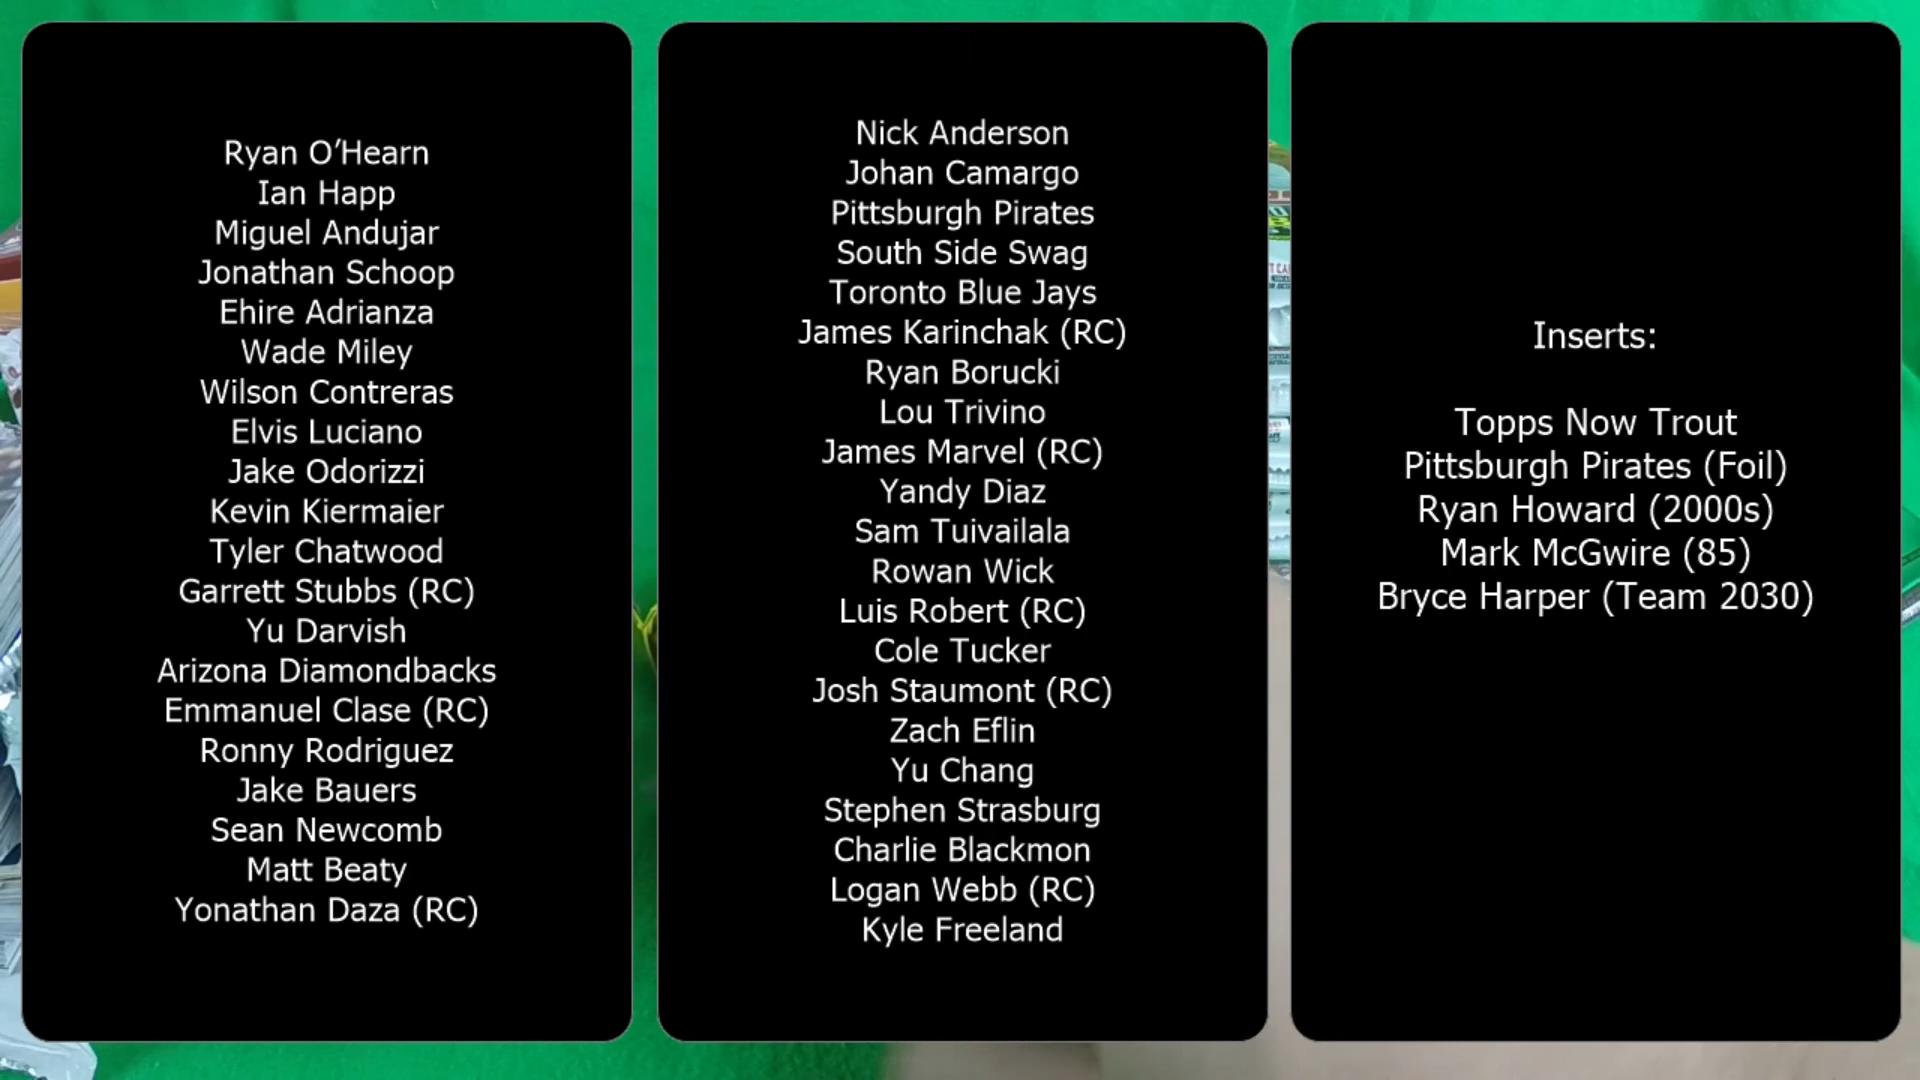 Ryan O’Hearn
Ian Happ
Miguel Andujar
Jonathan Schoop
Ehire Adrianza
Wade Miley
Wilson Contreras
Elvis Luciano
Jake Odorizzi
Kevin Kiermaier
Tyler Chatwood
Garrett Stubbs (RC)
Yu Darvish
Arizona Diamondbacks
Emmanuel Clase (RC)
Ronny Rodriguez
Jake Bauers
Sean Newcomb
Matt Beaty
Yonathan Daza (RC)
Nick Anderson
Johan Camargo
Pittsburgh Pirates
South Side Swag
Toronto Blue Jays
James Karinchak (RC)
Ryan Borucki
Lou Trivino
James Marvel (RC)
Yandy Diaz
Sam Tuivailala
Rowan Wick
Luis Robert (RC)
Cole Tucker
Josh Staumont (RC)
Zach Eflin
Yu Chang
Stephen Strasburg
Charlie Blackmon
Logan Webb (RC)
Kyle Freeland
Inserts:
Topps Now Trout
Pittsburgh Pirates (Foil)
Ryan Howard (2000s)
Mark McGwire (85)
Bryce Harper (Team 2030)